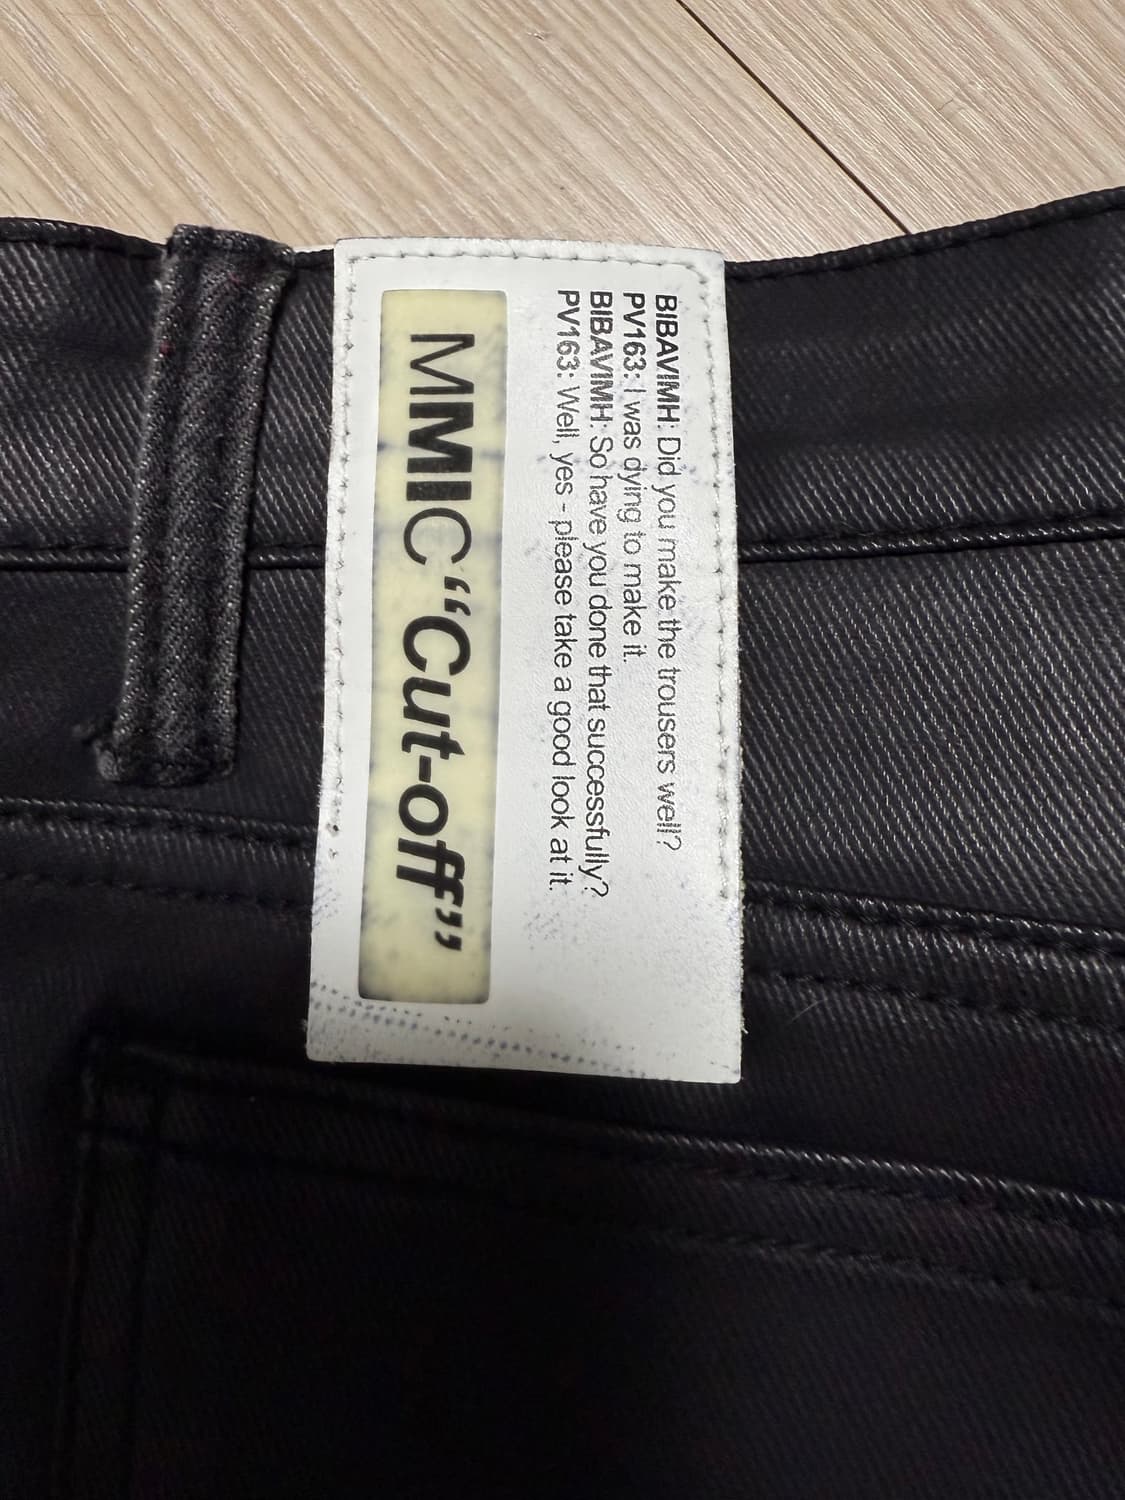 BIBAVIMH: Did you make the trousers well?
PV163: I was dying to make it.
BIBAVIMH: So have you done that successfully?
PV163: Well, yes - please take a good look at it.
MMIC “Cut-off”